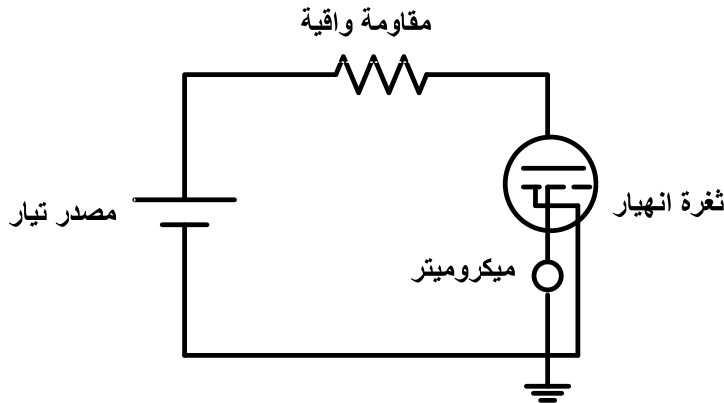 مقاومة واقية
ثغرة انهيار
مصدر تيار
ميكروميتر